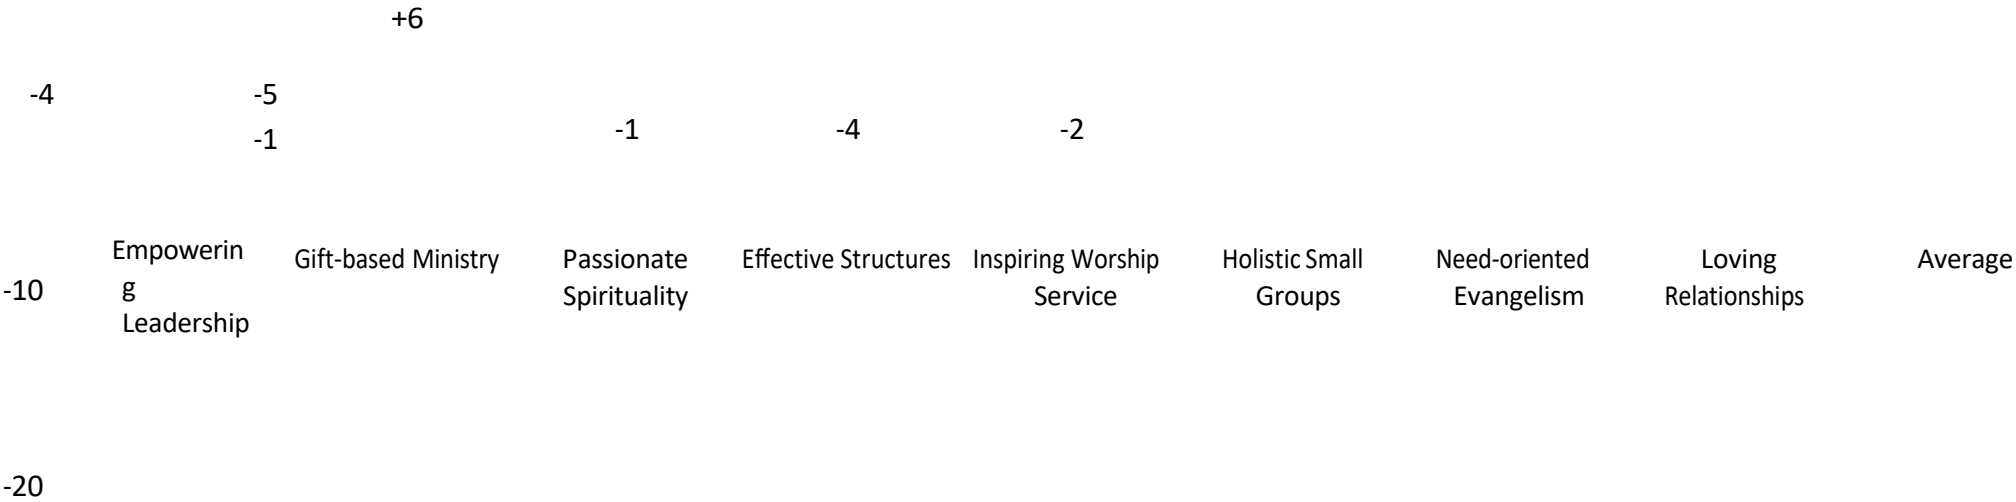 +6
-4 -5
-1 -1 -4 -2
Empowerin
g
Leadership
Gift-based Ministry
Passionate
Spirituality
Effective Structures
Inspiring Worship
Service
Holistic Small
Groups
Need-oriented
Evangelism
Loving
Relationships
Average
-10
-20